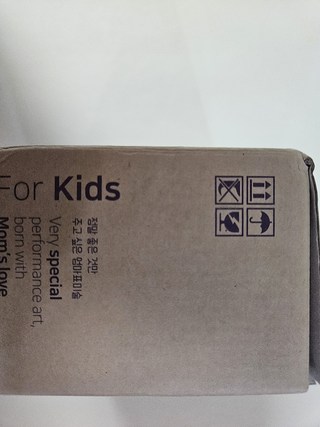 For Kids
정말 좋은 것만
주고 싶은 엄마표미술
Very special
performance art,
born with
Mom's love